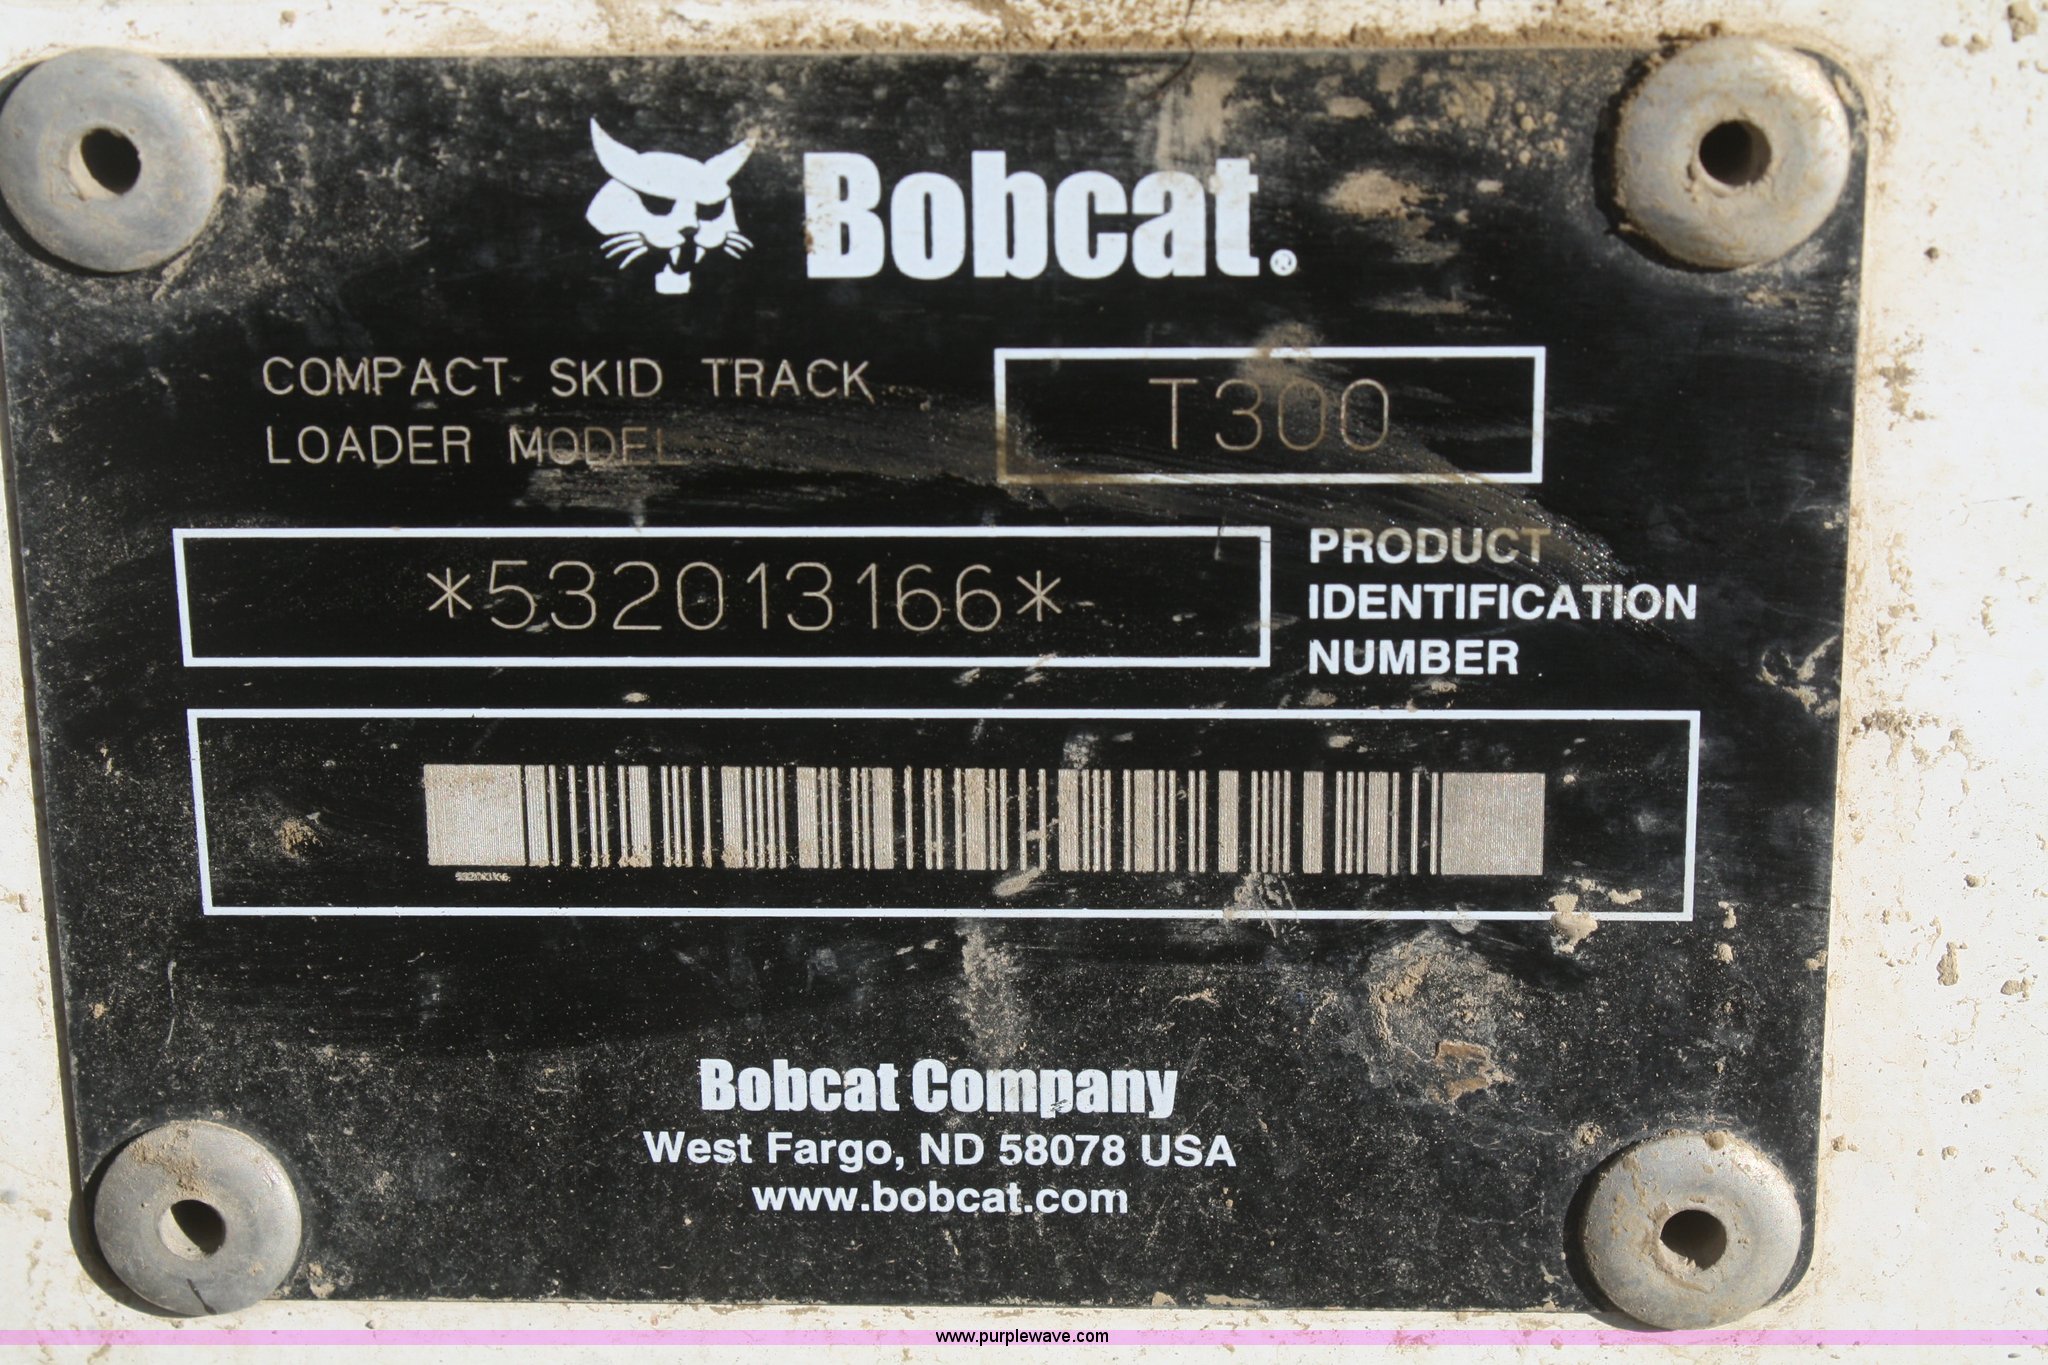 Bobcat®
COMPACT SKID TRACK
LOADER MODEL
T300
*532013166*
PRODUCT
IDENTIFICATION
NUMBER
Bobcat Company
West Fargo, ND 58078 USA
www.bobcat.com
www.purplewave.com